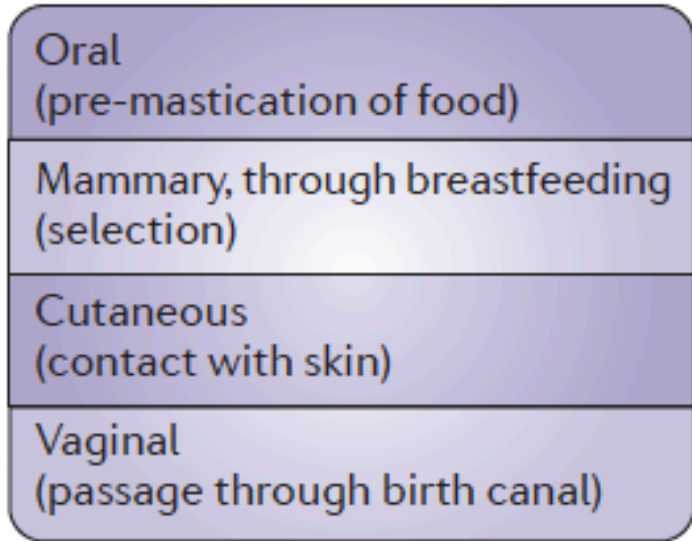 Oral
(pre-mastication of food)
Mammary, through breastfeeding
(selection)
Cutaneous
(contact with skin)
Vaginal
(passage through birth canal)